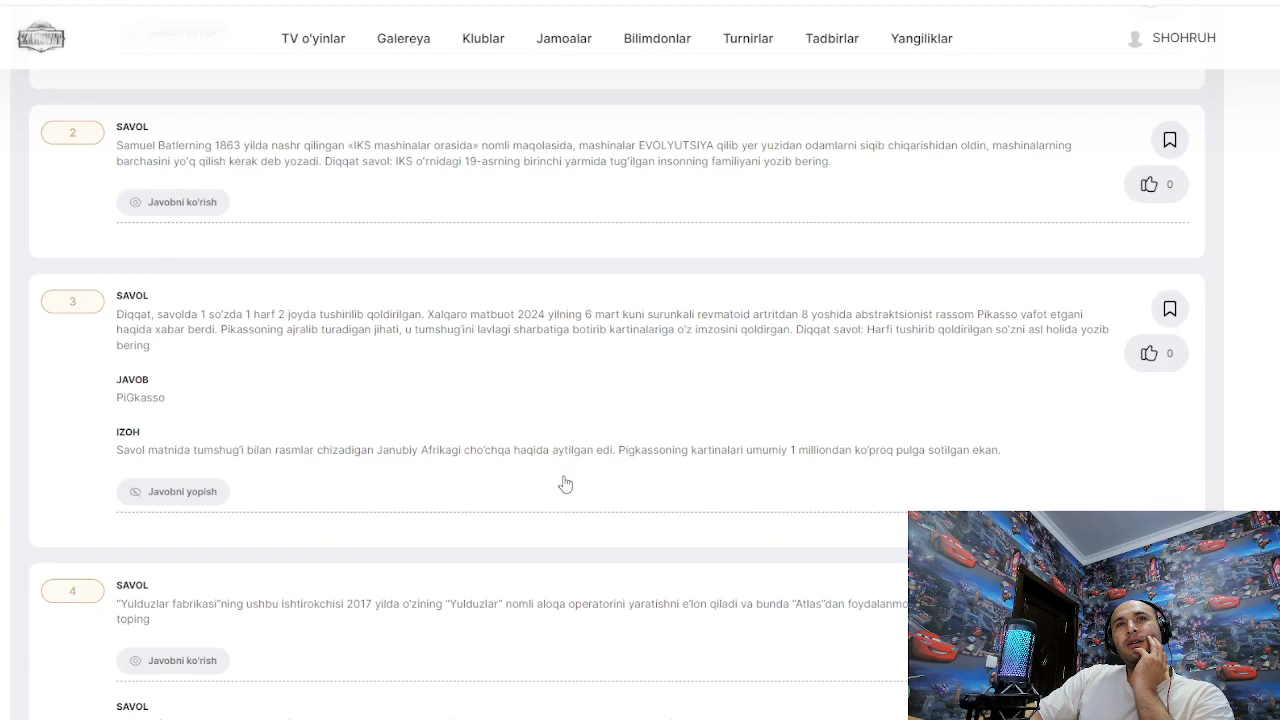 ZAKOVAT
TV o'yinlar
Galereya
Klublar
Jamoalar
Bilimdonlar
Turnirlar
Tadbirlar
Yangiliklar
SHOHRUH
2
SAVOL
Samuel Batlerning 1863 yilda nashr qilingan «IKS mashinalar orasida» nomli maqolasida, mashinalar EVOLYUTSIYA qilib yer yuzidan odamlarni siqib chiqarishidan oldin, mashinalarning
barchasini yo'q qilish kerak deb yozadi. Diqqat savol: IKS o'rnidagi 19-asrning birinchi yarmida tug'ilgan insonning familiyani yozib bering.
0
Javobni ko'rish
3
SAVOL
Diqqat, savolda 1 so'zda 1 harf 2 joyda tushirilib qoldirilgan. Xalqaro matbuot 2024 yilning 6 mart kuni surunkali revmatoid artritdan 8 yoshida abstraktsionist rassom Pikasso vafot etgani
haqida xabar berdi. Pikassoning ajralib turadigan jihati, u tumshug'ini lavlagi sharbatiga botirib kartinalariga o'z imzosini qoldirgan. Diqqat savol: Harfi tushirib qoldirilgan so'zni asl holida yozib
bering
0
JAVOB
PiGkasso
IZOH
Savol matnida tumshug'i bilan rasmlar chizadigan Janubiy Afrikagi cho'chqa haqida aytilgan edi. Pigkassoning kartinalari umumiy 1 milliondan ko'proq pulga sotilgan ekan.
Javobni yopish
4
SAVOL
"Yulduzlar fabrikasi"ning ushbu ishtirokchisi 2017 yilda o'zining "Yulduzlar" nomli aloqa operatorini yaratishni e'lon qiladi va bunda "Atlas"dan foydalanmo
toping
Javobni ko'rish
SAVOL